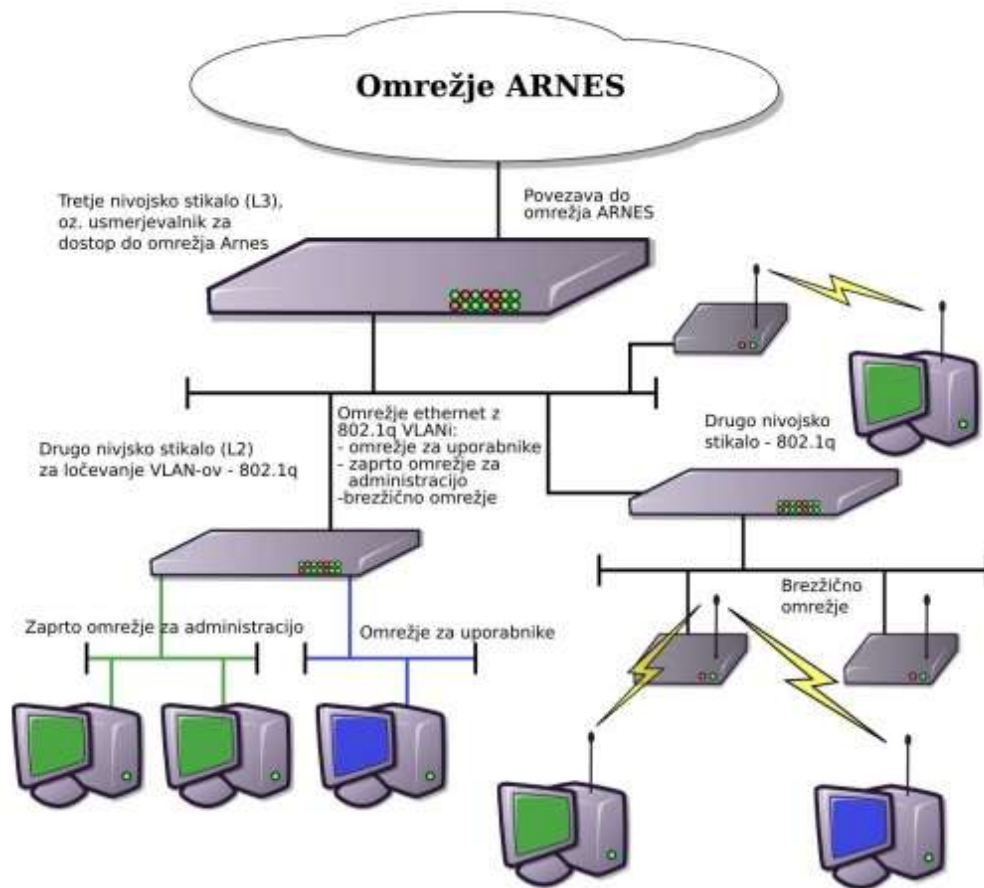 Omrežje ARNES
Tretje nivojsko stikalo (L3),
oz. usmerjevalnik za
dostop do omrežja Arnes
Povezava do
omrežja ARNES
Omrežje ethernet z
802.1q VLANi:
- omrežje za uporabnike
- zaprto omrežje za
administracijo
-brezžično omrežje
Drugo nivjsko stikalo (L2)
za ločevanje VLAN-ov - 802.1q
Drugo nivojsko
stikalo - 802.1q
Brezžično
omrežje
Zaprto omrežje za administracijo
Omrežje za uporabnike